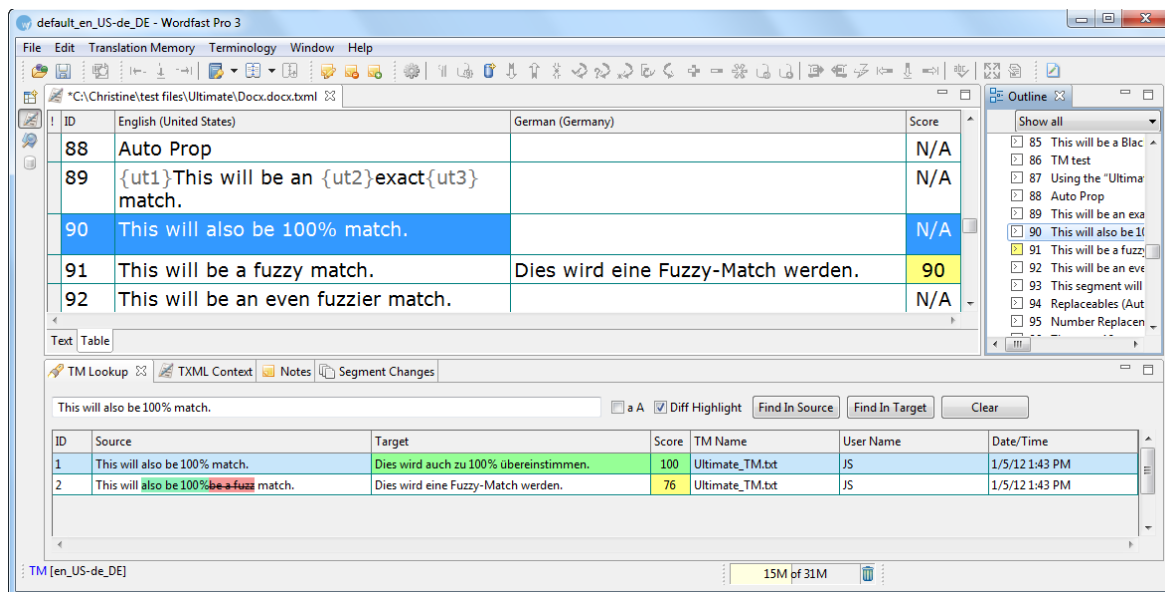 default_en_US-de_DE - Wordfast Pro 3
File Edit Translation Memory Terminology Window Help
*C:\Christine\test files\Ultimate\Docx.docx.txml
! ID English (United States) German (Germany) Score
88 Auto Prop N/A
89 {ut1}This will be an {ut2}exact{ut3} N/A
match.
90 This will also be 100% match. N/A
91 This will be a fuzzy match. Dies wird eine Fuzzy-Match werden. 90
92 This will be an even fuzzier match. N/A
Text Table
Outline
Show all
85 This will be a Blac
86 TM test
87 Using the "Ultima
88 Auto Prop
89 This will be an exa
90 This will also be 10
91 This will be a fuzz
92 This will be an eve
93 This segment will
94 Replaceables (Aut
95 Number Replacen
TM Lookup TXML Context Notes Segment Changes
This will also be 100% match. a A Diff Highlight Find In Source Find In Target Clear
ID Source Target Score TM Name User Name Date/Time
1 This will also be 100% match. Dies wird auch zu 100% übereinstimmen. 100 Ultimate_TM.txt JS 1/5/12 1:43 PM
2 This will also be 100%be a fuzz match. Dies wird eine Fuzzy-Match werden. 76 Ultimate_TM.txt JS 1/5/12 1:43 PM
TM [en_US-de_DE] 15M of 31M